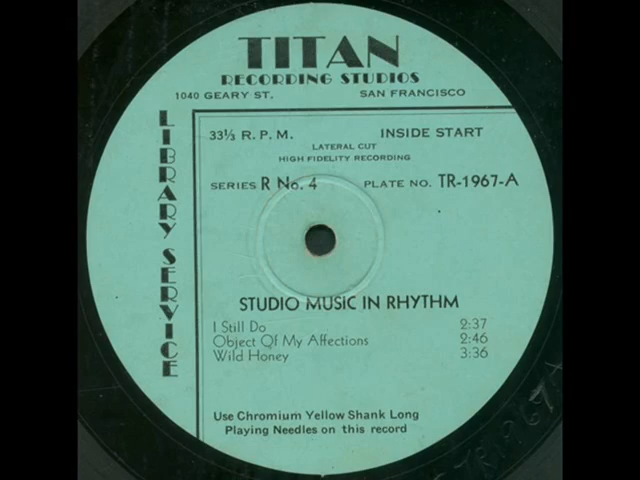 TITAN
RECORDING STUDIOS
1040 GEARY ST. SAN FRANCISCO
LIBRARY SERVICE
33⅓ R. P. M. INSIDE START
LATERAL CUT
HIGH FIDELITY RECORDING
SERIES R No. 4 PLATE NO. TR-1967-A
STUDIO MUSIC IN RHYTHM
I Still Do 2:37
Object Of My Affections 2:46
Wild Honey 3:36
Use Chromium Yellow Shank Long
Playing Needles on this record
TR1967A